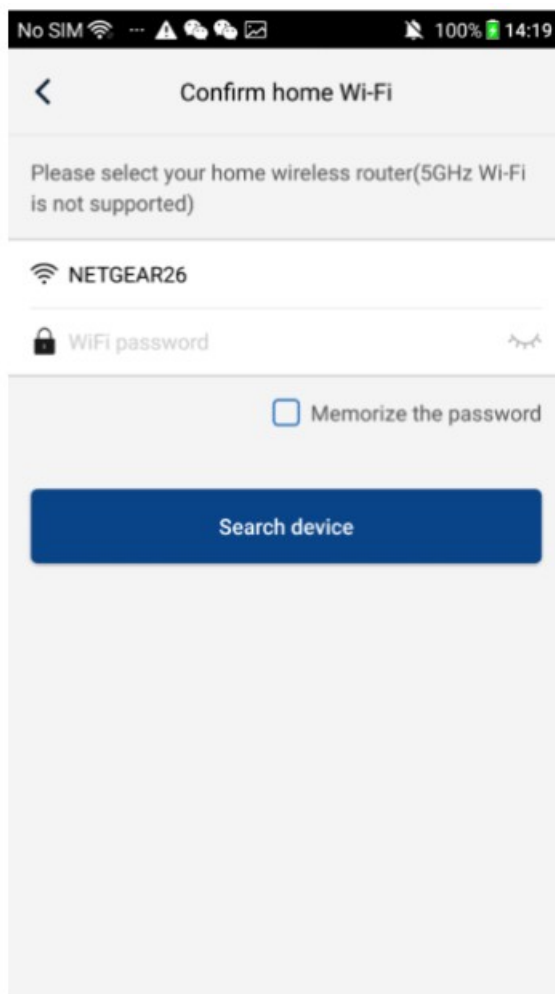 No SIM ... 100% 14:19
Confirm home Wi-Fi
Please select your home wireless router(5GHz Wi-Fi
is not supported)
NETGEAR26
WiFi password
Memorize the password
Search device